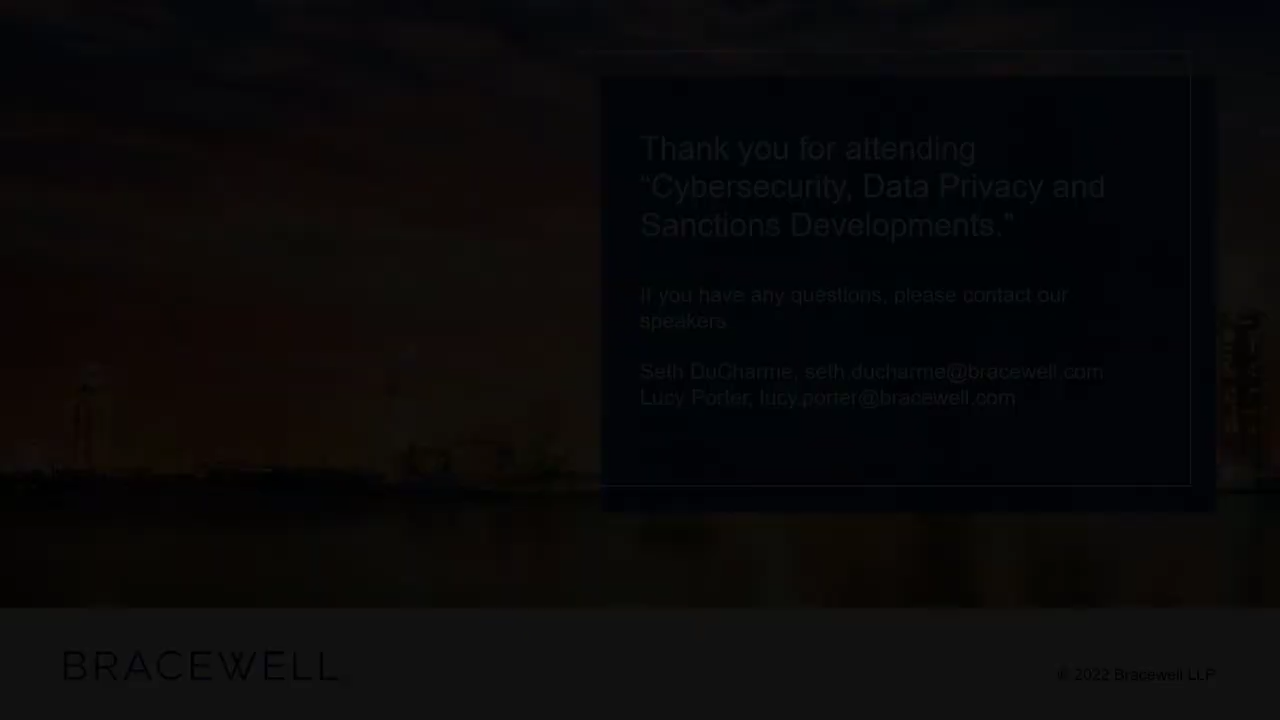 Thank you for attending
“Cybersecurity, Data Privacy and
Sanctions Developments.”
If you have any questions, please contact our
speakers
Seth DuCharme, seth.ducharme@bracewell.com
Lucy Porter, lucy.porter@bracewell.com
BRACEWELL
© 2022 Bracewell LLP